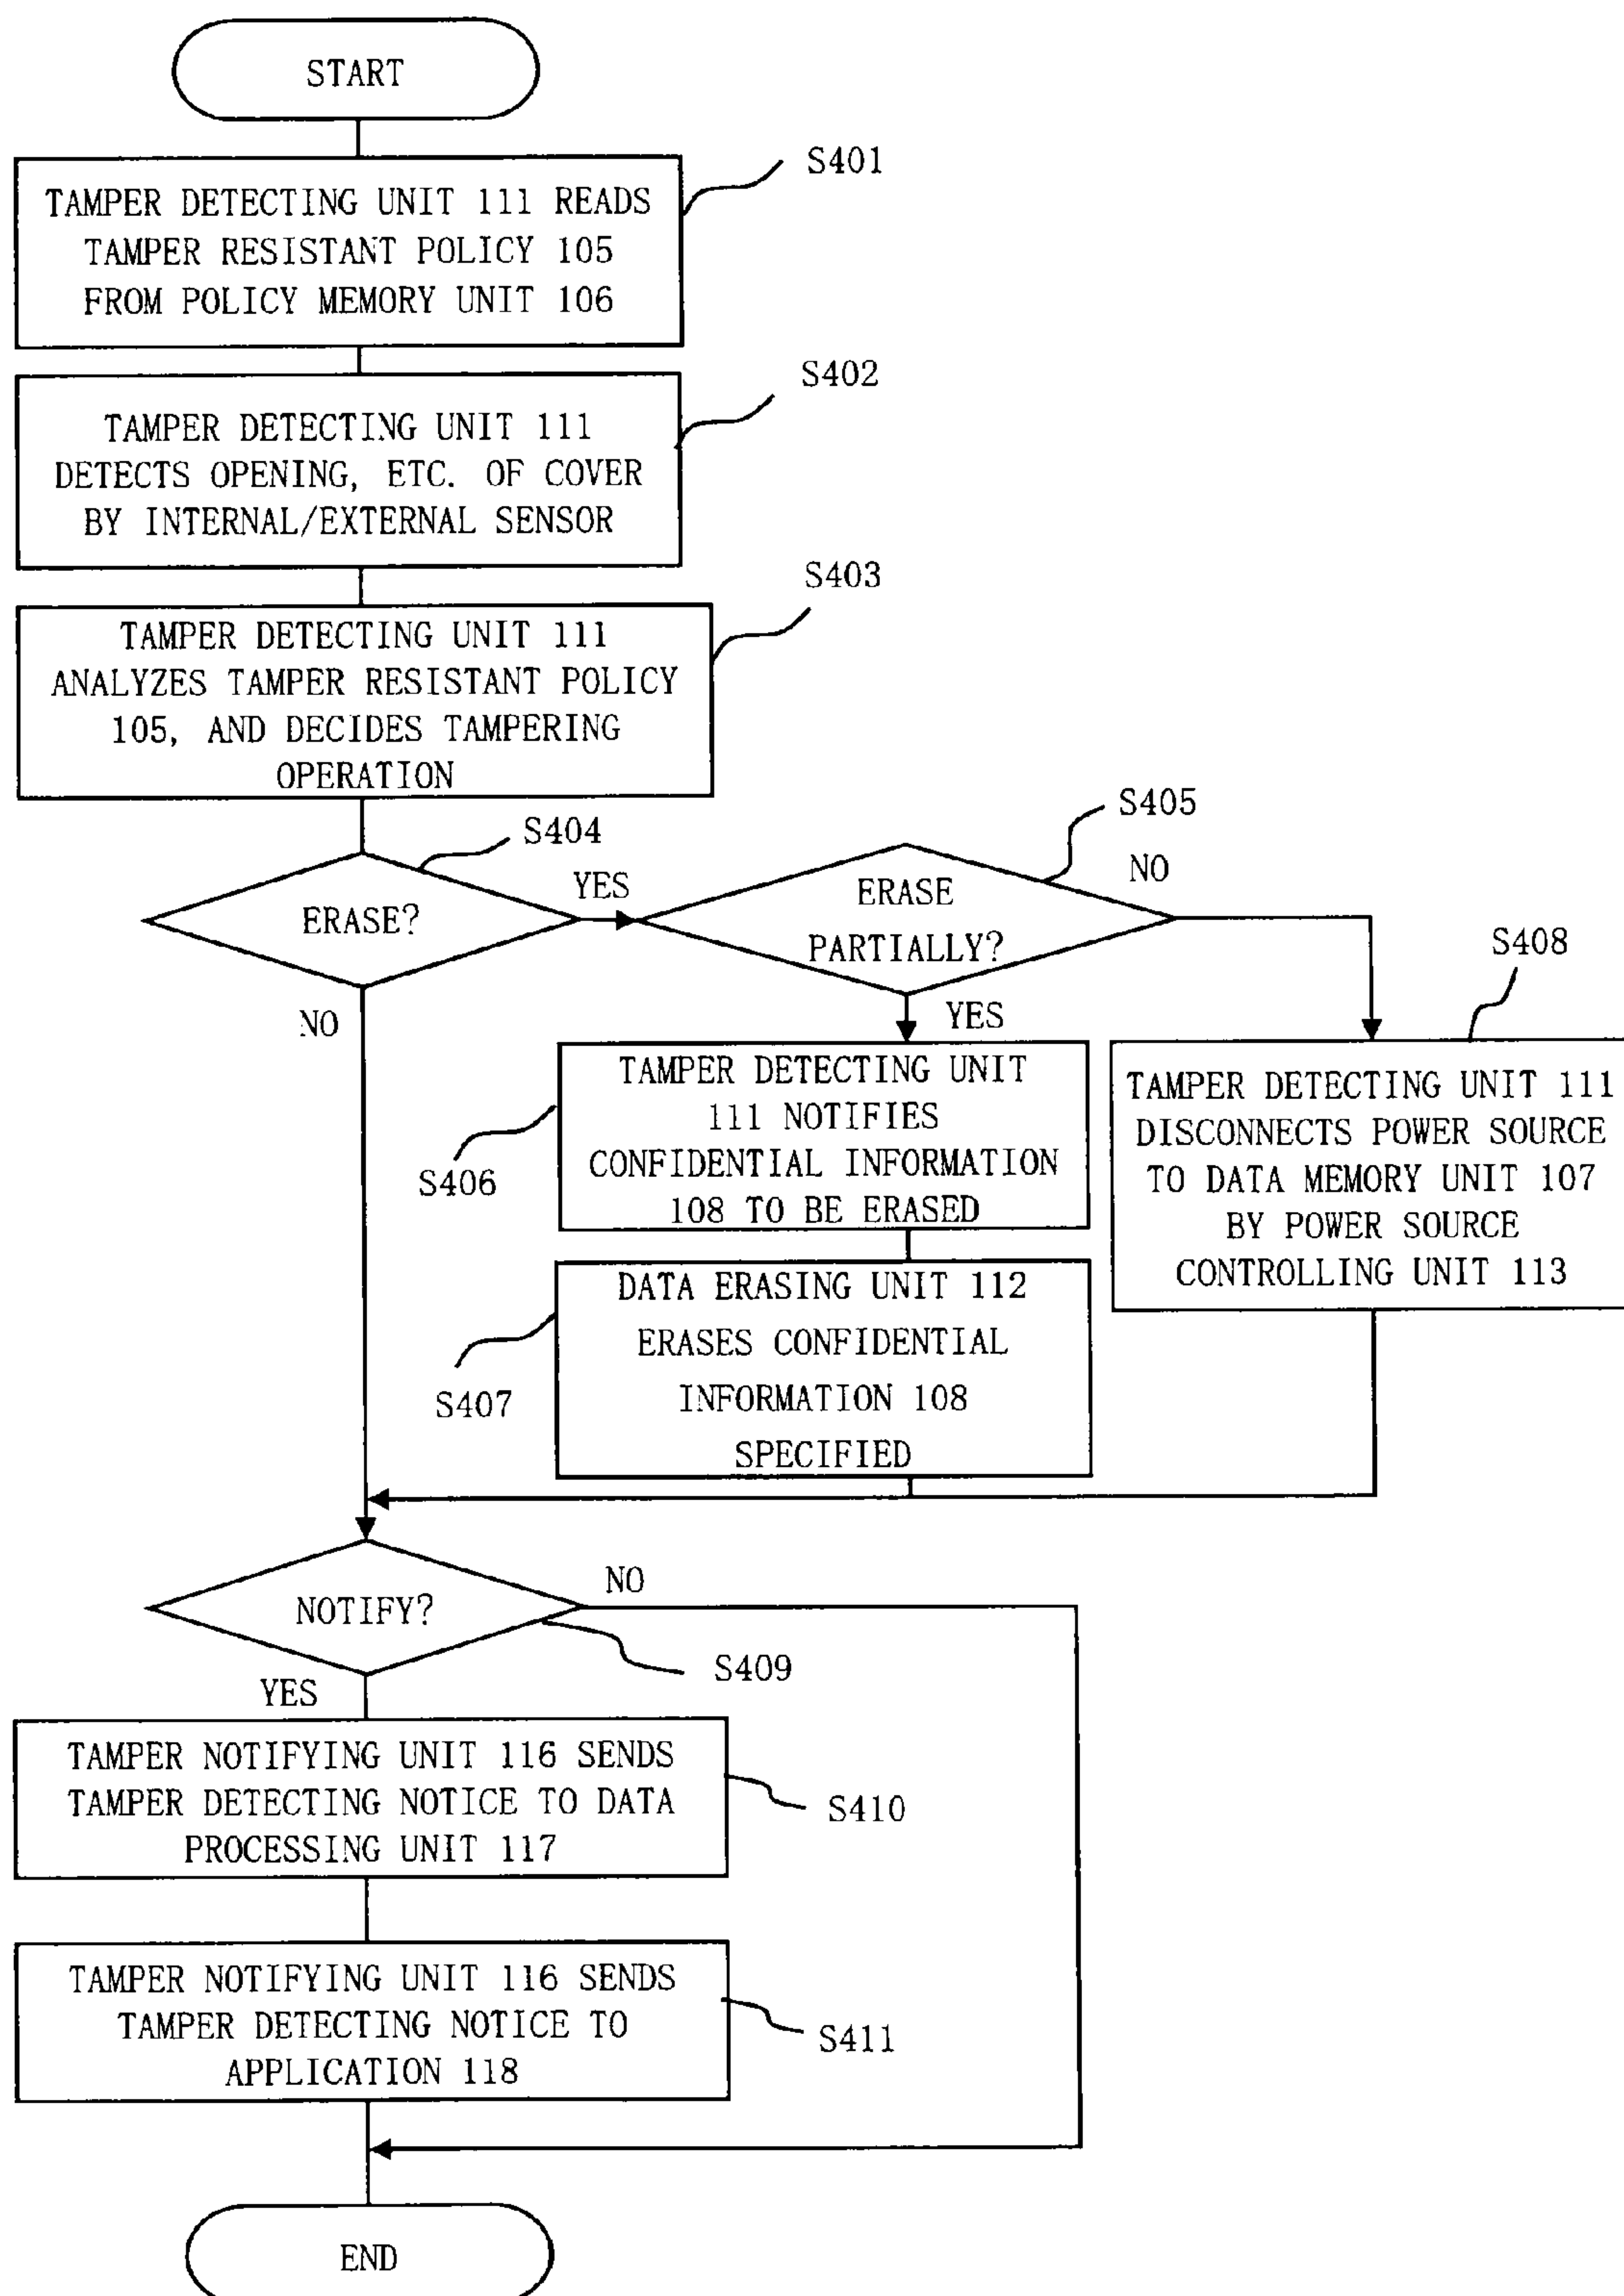 START
S401
TAMPER DETECTING UNIT 111 READS
TAMPER RESISTANT POLICY 105
FROM POLICY MEMORY UNIT 106
S402
TAMPER DETECTING UNIT 111
DETECTS OPENING, ETC. OF COVER
BY INTERNAL/EXTERNAL SENSOR
S403
TAMPER DETECTING UNIT 111
ANALYZES TAMPER RESISTANT POLICY
105, AND DECIDES TAMPERING
OPERATION
S404
ERASE?
YES
NO
S405
ERASE
PARTIALLY?
NO
YES
S406
TAMPER DETECTING UNIT
111 NOTIFIES
CONFIDENTIAL INFORMATION
108 TO BE ERASED
S407
DATA ERASING UNIT 112
ERASES CONFIDENTIAL
INFORMATION 108
SPECIFIED
S408
TAMPER DETECTING UNIT 111
DISCONNECTS POWER SOURCE
TO DATA MEMORY UNIT 107
BY POWER SOURCE
CONTROLLING UNIT 113
NOTIFY?
NO
S409
YES
TAMPER NOTIFYING UNIT 116 SENDS
TAMPER DETECTING NOTICE TO DATA
PROCESSING UNIT 117
S410
TAMPER NOTIFYING UNIT 116 SENDS
TAMPER DETECTING NOTICE TO
APPLICATION 118
S411
END